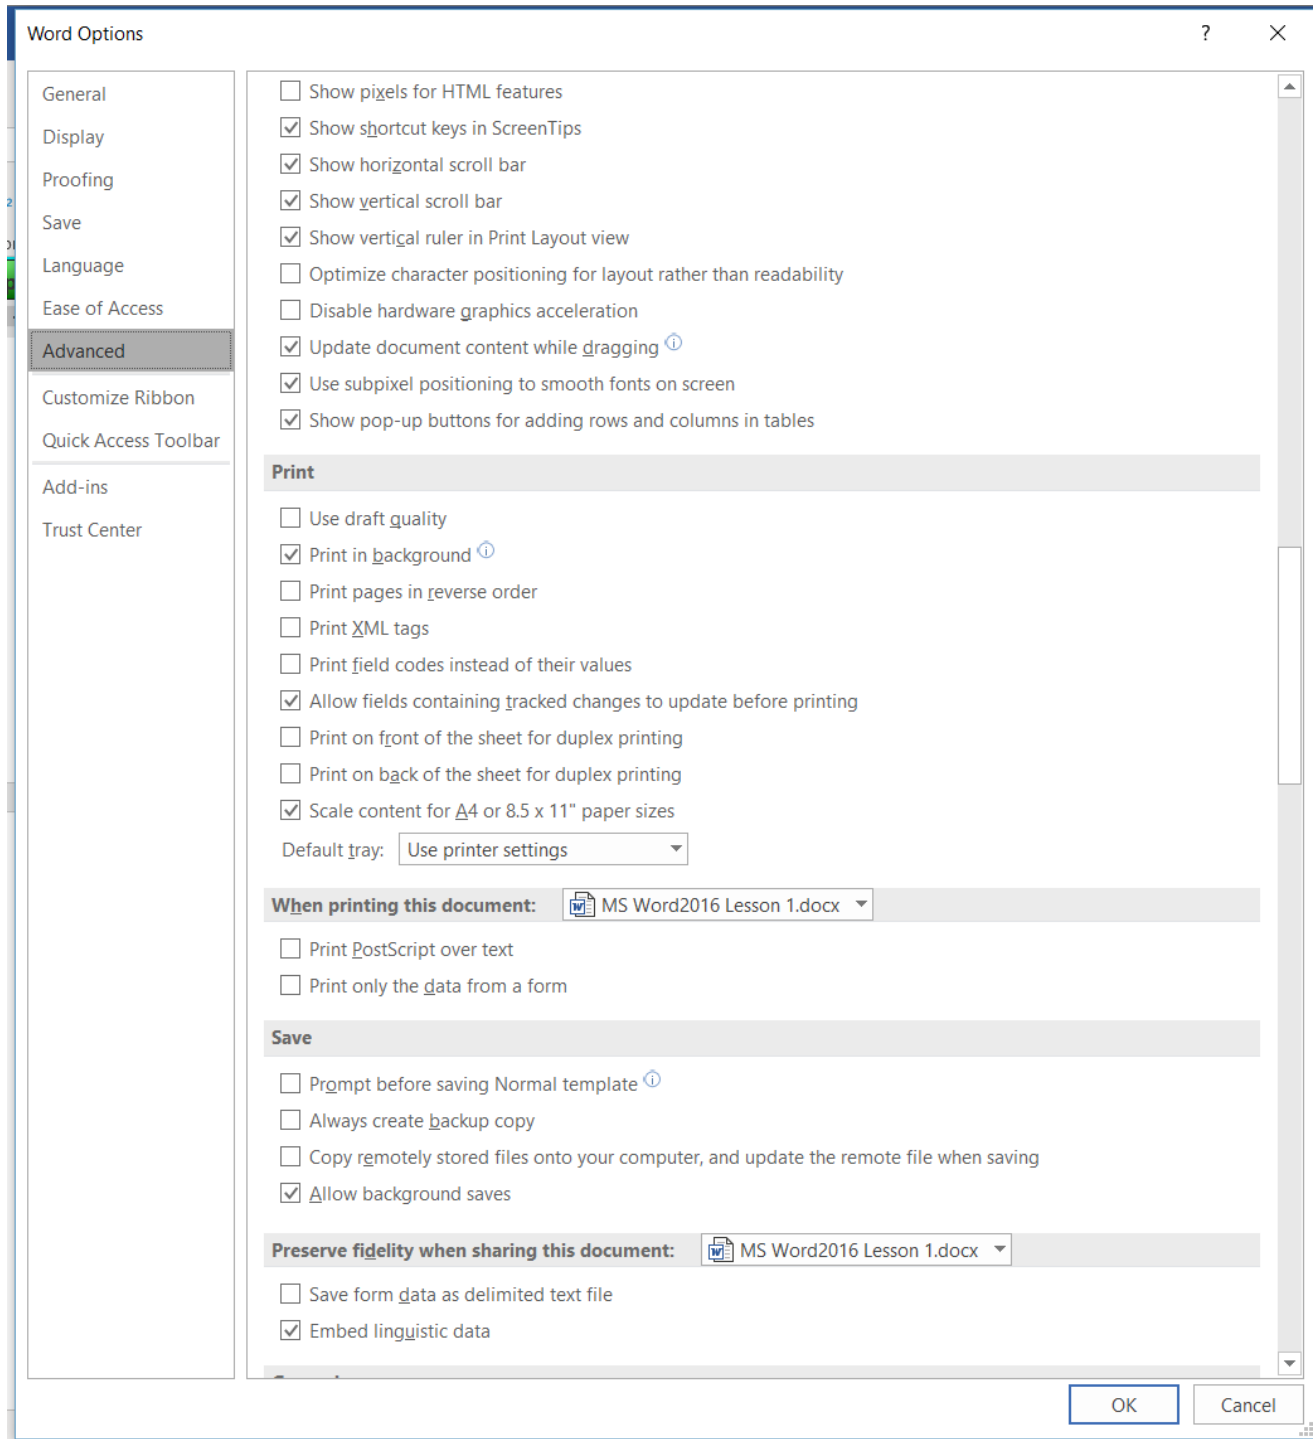 Word Options
?
General
Display
Proofing
Save
Language
Ease of Access
Advanced
Customize Ribbon
Quick Access Toolbar
Add-ins
Trust Center
Show pixels for HTML features
Show shortcut keys in ScreenTips
Show horizontal scroll bar
Show vertical scroll bar
Show vertical ruler in Print Layout view
Optimize character positioning for layout rather than readability
Disable hardware graphics acceleration
Update document content while dragging
Use subpixel positioning to smooth fonts on screen
Show pop-up buttons for adding rows and columns in tables
Print
Use draft quality
Print in background
Print pages in reverse order
Print XML tags
Print field codes instead of their values
Allow fields containing tracked changes to update before printing
Print on front of the sheet for duplex printing
Print on back of the sheet for duplex printing
Scale content for A4 or 8.5 x 11" paper sizes
Default tray: Use printer settings
When printing this document: MS Word2016 Lesson 1.docx
Print PostScript over text
Print only the data from a form
Save
Prompt before saving Normal template
Always create backup copy
Copy remotely stored files onto your computer, and update the remote file when saving
Allow background saves
Preserve fidelity when sharing this document: MS Word2016 Lesson 1.docx
Save form data as delimited text file
Embed linguistic data
OK Cancel